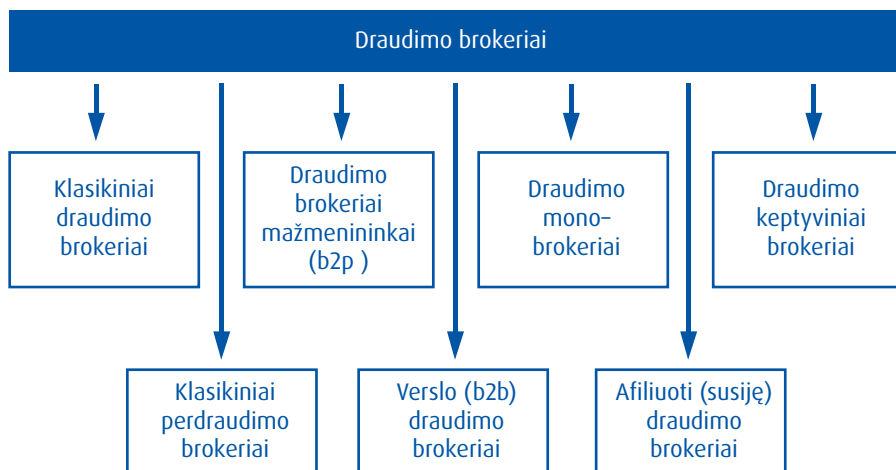 Draudimo brokeriai
Klasikiniai
draudimo
brokeriai
Draudimo
brokeriai
mažmenininkai
(b2p )
Draudimo
mono-
brokeriai
Draudimo
keptyviniai
brokeriai
Klasikiniai
perdraudimo
brokeriai
Verslo (b2b)
draudimo
brokeriai
Afiliuoti (susiję)
draudimo
brokeriai